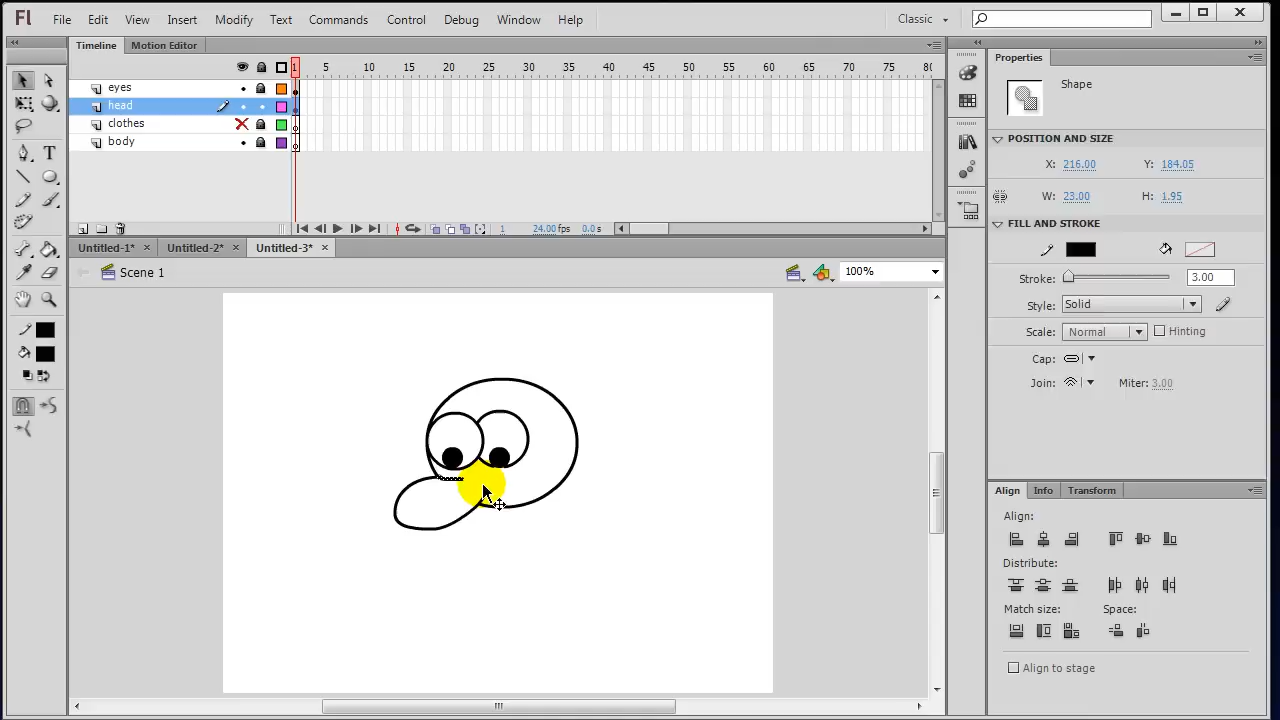 Fl File Edit View Insert Modify Text Commands Control Debug Window Help Classic
Timeline Motion Editor
1 5 10 15 20 25 30 35 40 45 50 55 60 65 70 75 80
eyes
head
clothes
body
1 24.00 fps 0.0 s
Untitled-1* Untitled-2* Untitled-3*
Scene 1 100%
Properties
Shape
POSITION AND SIZE
X: 216.00 Y: 184.05
W: 23.00 H: 1.95
FILL AND STROKE
Stroke: 3.00
Style: Solid
Scale: Normal Hinting
Cap:
Join: Miter: 3.00
Align Info Transform
Align:
Distribute:
Match size: Space:
Align to stage
T